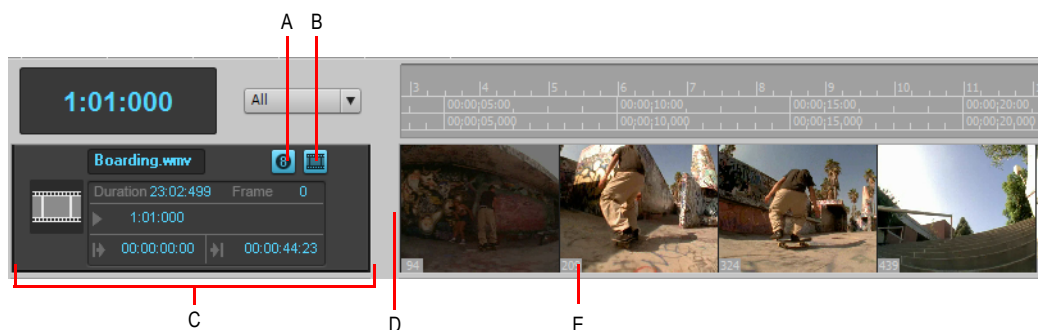 A B
1:01:000 All
3 4 5 6 7 8 9 10 11
00:00:05:00 00:00:10:00 00:00:15:00 00:00:20:00
00:00:05,000 00:00:10,000 00:00:15,000 00:00:20,000
Boarding.wmv 8
Duration 23:02:499 Frame 0
1:01:000
00:00:00:00 00:00:44:23
94 324 439
C D